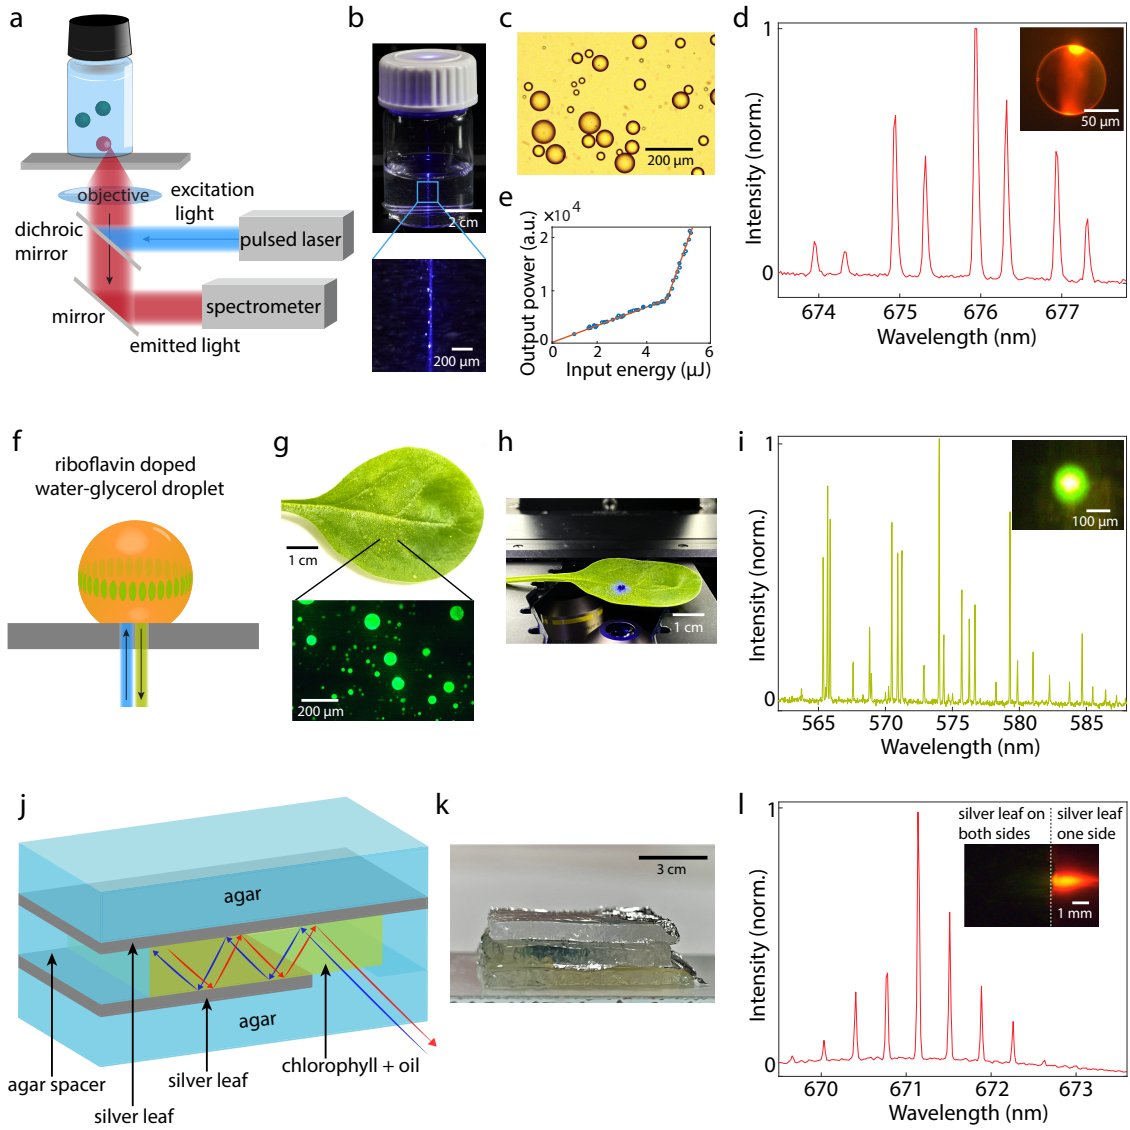 a
objective
excitation
light
dichroic
mirror
pulsed laser
spectrometer
mirror
emitted light
b
2 cm
200 µm
c
200 µm
d
Intensity (norm.)
1
0
50 µm
674
675
676
677
Wavelength (nm)
e
Output power (a.u.)
×10⁴
2
1
0
0
2
4
6
Input energy (µJ)
f
riboflavin doped
water-glycerol droplet
g
1 cm
200 µm
h
1 cm
i
Intensity (norm.)
1
0
100 µm
565
570
575
580
585
Wavelength (nm)
j
agar
agar
agar spacer
silver leaf
silver leaf
chlorophyll + oil
k
3 cm
l
Intensity (norm.)
1
0
silver leaf on
both sides
silver leaf
one side
1 mm
670
671
672
673
Wavelength (nm)